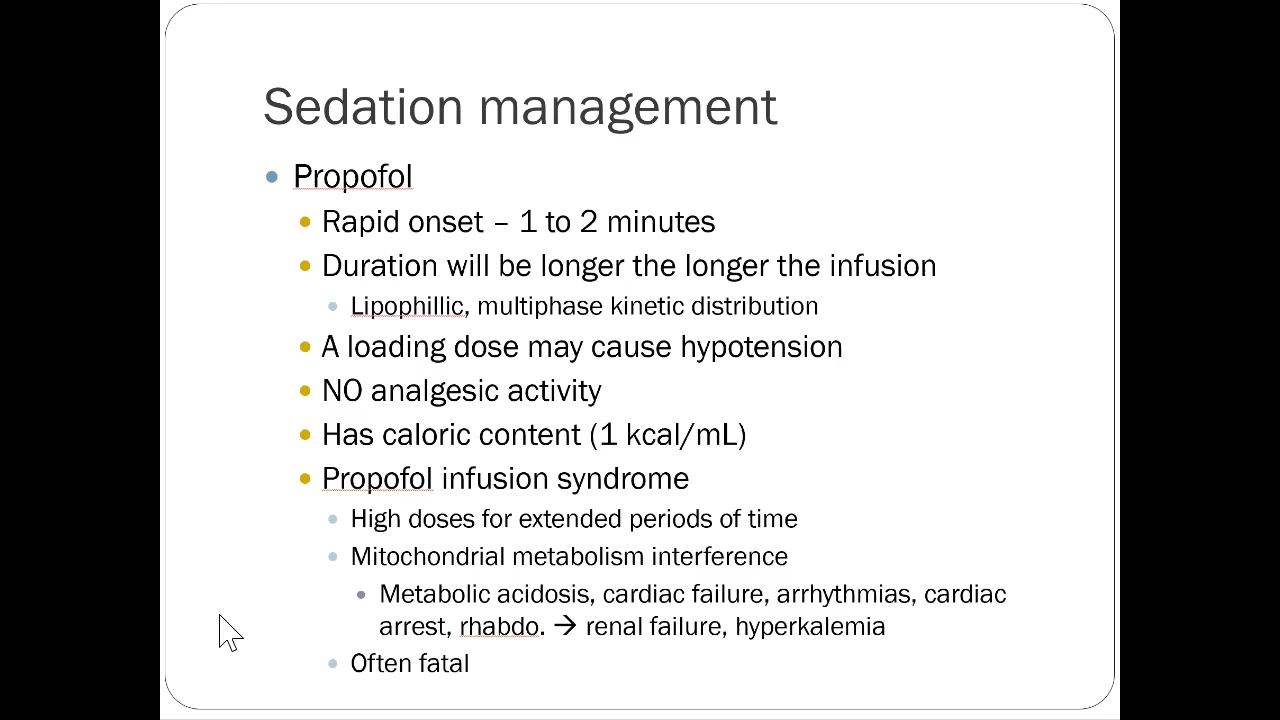 Sedation management
Propofol
Rapid onset – 1 to 2 minutes
Duration will be longer the longer the infusion
Lipophillic, multiphase kinetic distribution
A loading dose may cause hypotension
NO analgesic activity
Has caloric content (1 kcal/mL)
Propofol infusion syndrome
High doses for extended periods of time
Mitochondrial metabolism interference
Metabolic acidosis, cardiac failure, arrhythmias, cardiac
arrest, rhabdo. → renal failure, hyperkalemia
Often fatal